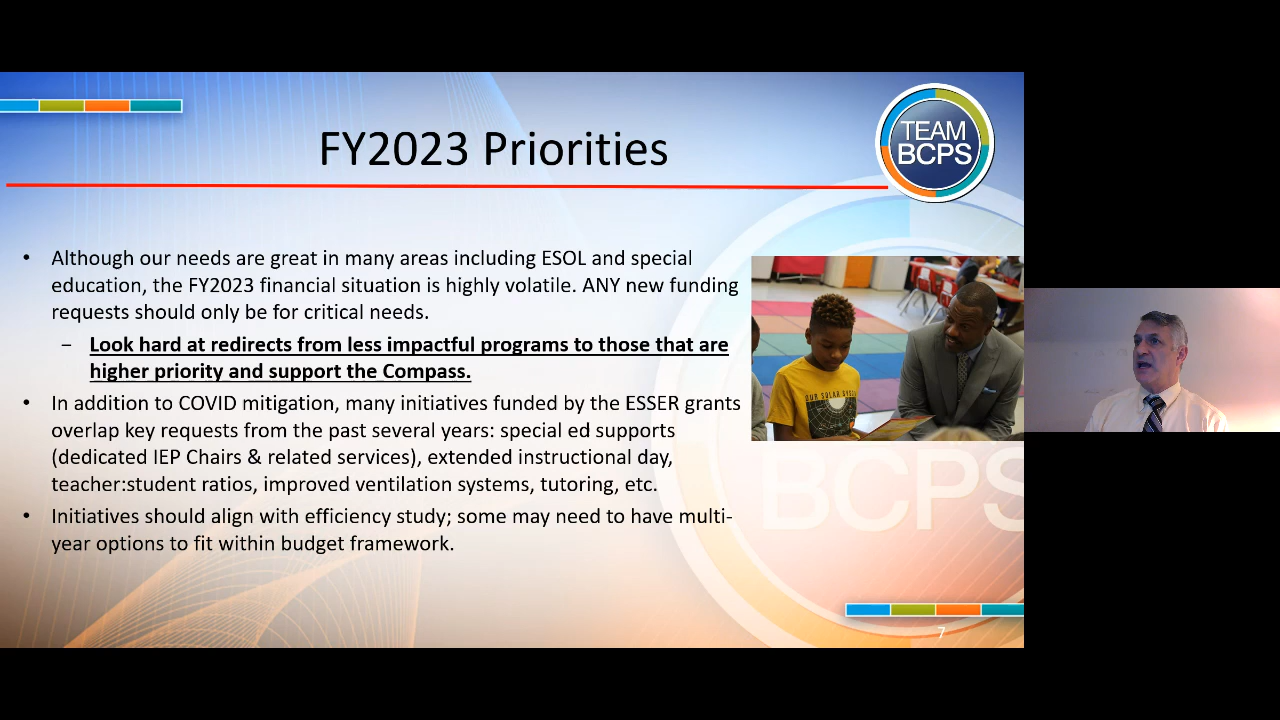 FY2023 Priorities
TEAM
BCPS
• Although our needs are great in many areas including ESOL and special
education, the FY2023 financial situation is highly volatile. ANY new funding
requests should only be for critical needs.
– Look hard at redirects from less impactful programs to those that are
higher priority and support the Compass.
• In addition to COVID mitigation, many initiatives funded by the ESSER grants
overlap key requests from the past several years: special ed supports
(dedicated IEP Chairs & related services), extended instructional day,
teacher:student ratios, improved ventilation systems, tutoring, etc.
• Initiatives should align with efficiency study; some may need to have multi-
year options to fit within budget framework.
OUR SOLAR SYSTEM
BCPS
7